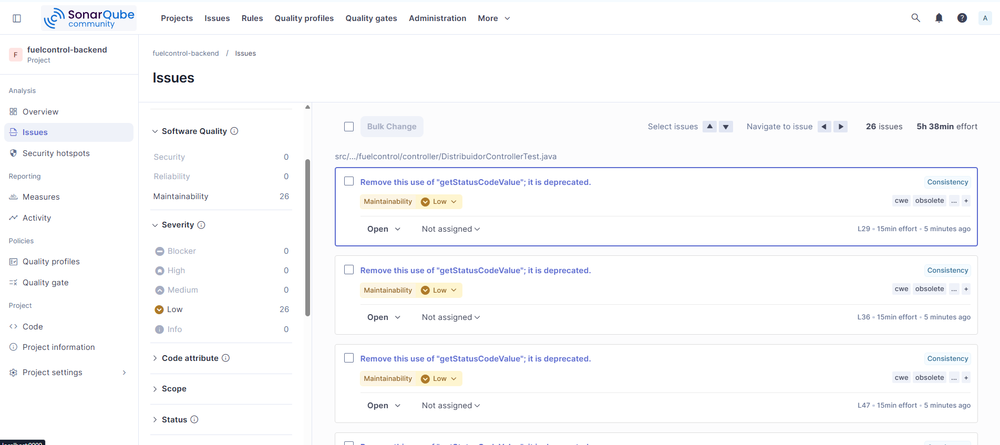 SonarQube community
Projects Issues Rules Quality profiles Quality gates Administration More
? A
F fuelcontrol-backend
Project
Analysis
Overview
Issues
Security hotspots
Reporting
Measures
Activity
Policies
Quality profiles
Quality gate
Project
Code
Project information
Project settings
fuelcontrol-backend / Issues
Issues
Software Quality
Security 0
Reliability 0
Maintainability 26
Severity
Blocker 0
High 0
Medium 0
Low 26
Info 0
Code attribute
Scope
Status
Bulk Change Select issues Navigate to issue 26 issues 5h 38min effort
src/.../fuelcontrol/controller/DistribuidorControllerTest.java
Remove this use of "getStatusCodeValue"; it is deprecated. Consistency
Maintainability Low cwe obsolete ... +
Open Not assigned L29 • 15min effort • 5 minutes ago
Remove this use of "getStatusCodeValue"; it is deprecated. Consistency
Maintainability Low cwe obsolete ... +
Open Not assigned L36 • 15min effort • 5 minutes ago
Remove this use of "getStatusCodeValue"; it is deprecated. Consistency
Maintainability Low cwe obsolete ... +
Open Not assigned L47 • 15min effort • 5 minutes ago